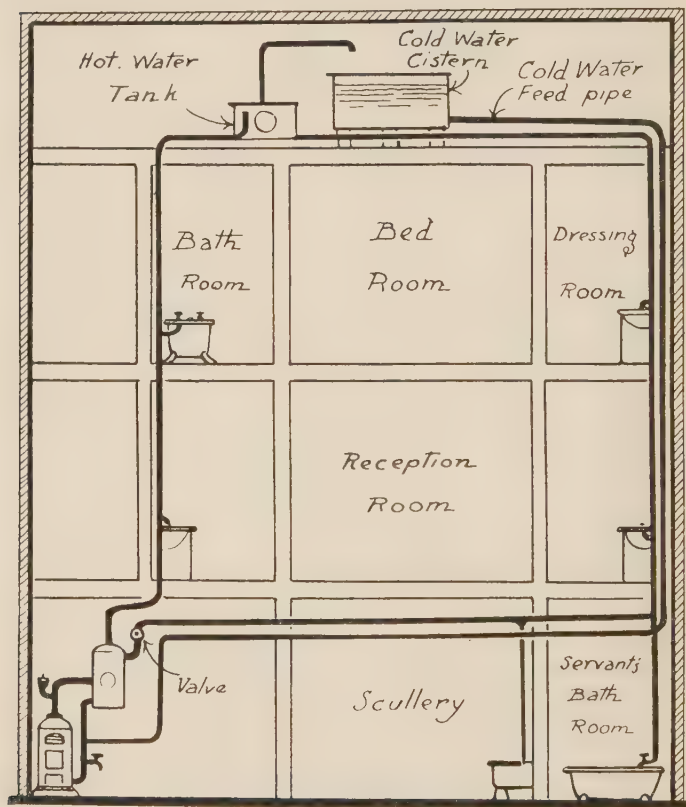 Hot. Water
Tank
Cold Water
Cistern
Cold Water
Feed pipe
Bath
Room
Bed
Room
Dressing
Room
Reception
Room
Valve
Scullery
Servant's
Bath
Room